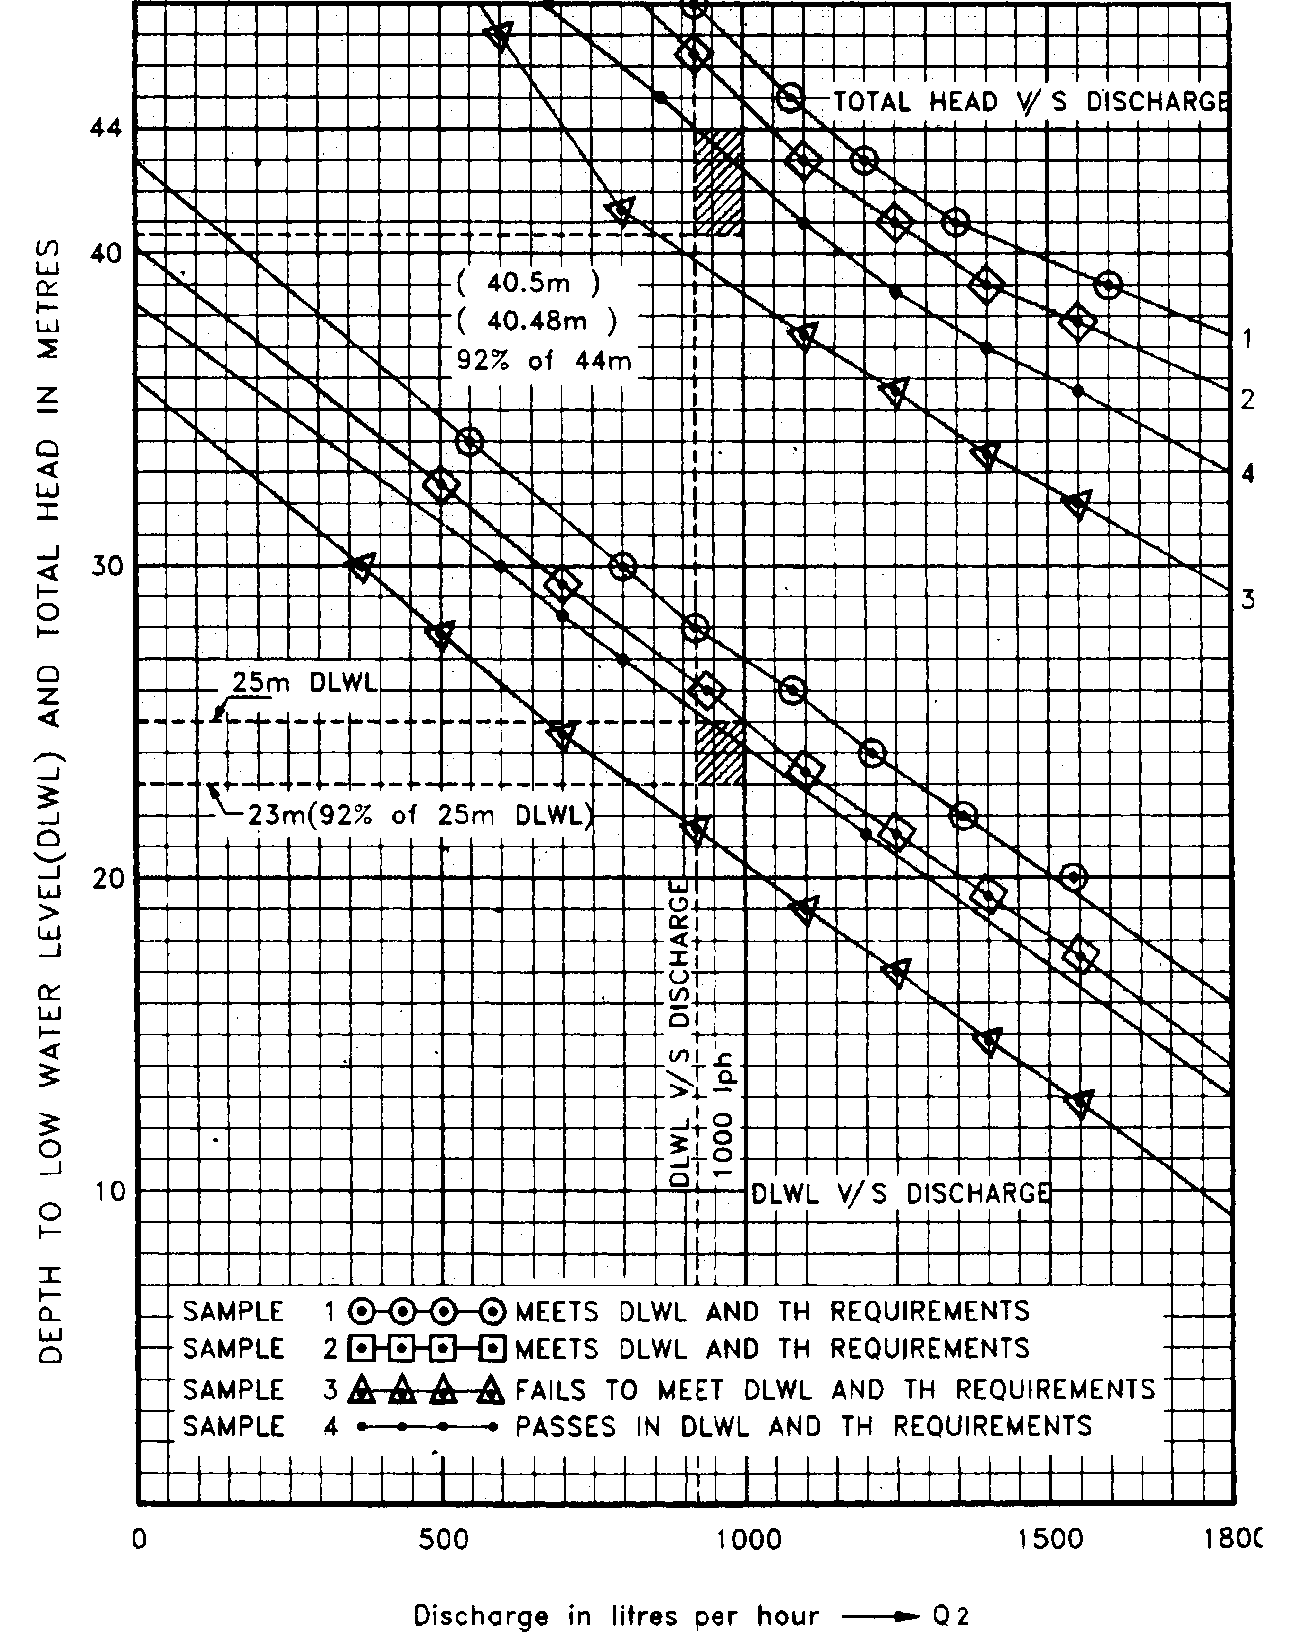 TOTAL HEAD V/S DISCHARGE
44
40
( 40.5m )
( 40.48m )
92% of 44m
1
2
4
30
3
25m DLWL
23m(92% of 25m DLWL)
20
DLWL V/S DISCHARGE
1000 lph
10
DLWL V/S DISCHARGE
DEPTH TO LOW WATER LEVEL(DLWL) AND TOTAL HEAD IN METRES
SAMPLE 1 MEETS DLWL AND TH REQUIREMENTS
SAMPLE 2 MEETS DLWL AND TH REQUIREMENTS
SAMPLE 3 FAILS TO MEET DLWL AND TH REQUIREMENTS
SAMPLE 4 PASSES IN DLWL AND TH REQUIREMENTS
0 500 1000 1500 1800
Discharge in litres per hour → Q2